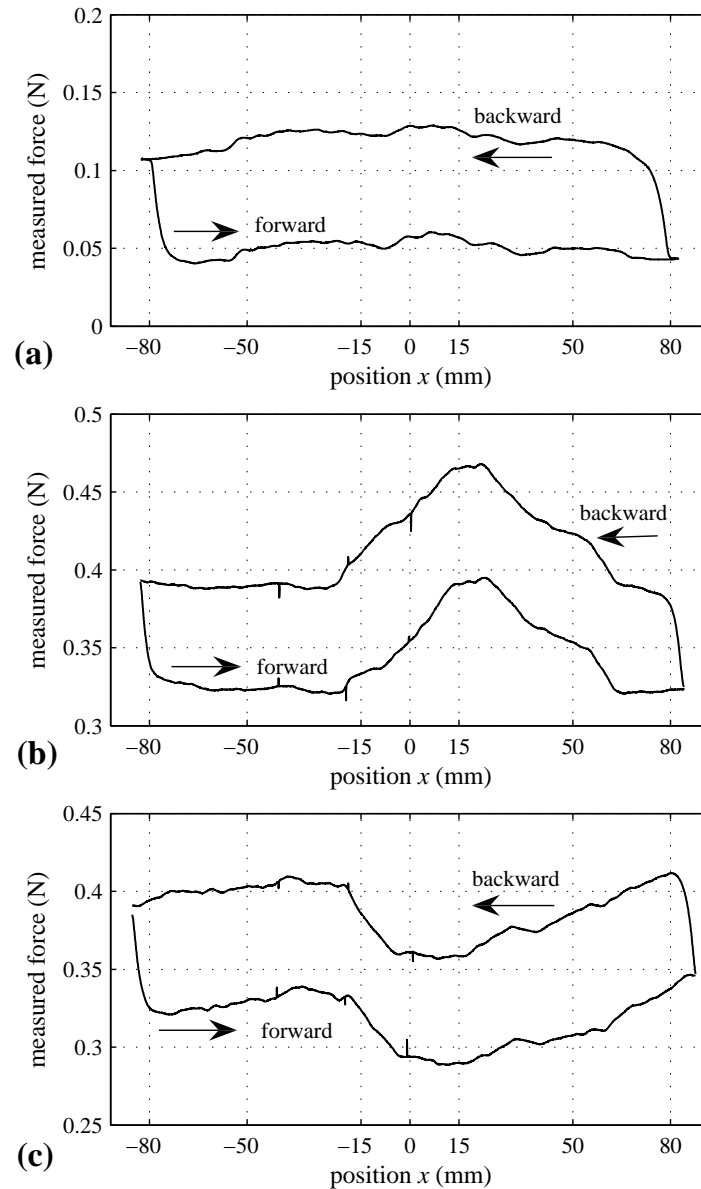 0.2
0.15
0.1
0.05
0
measured force (N)
backward
forward
−80 −50 −15 0 15 50 80
position x (mm)
(a)
0.5
0.45
0.4
0.35
0.3
measured force (N)
backward
forward
−80 −50 −15 0 15 50 80
position x (mm)
(b)
0.45
0.4
0.35
0.3
0.25
measured force (N)
backward
forward
−80 −50 −15 0 15 50 80
position x (mm)
(c)